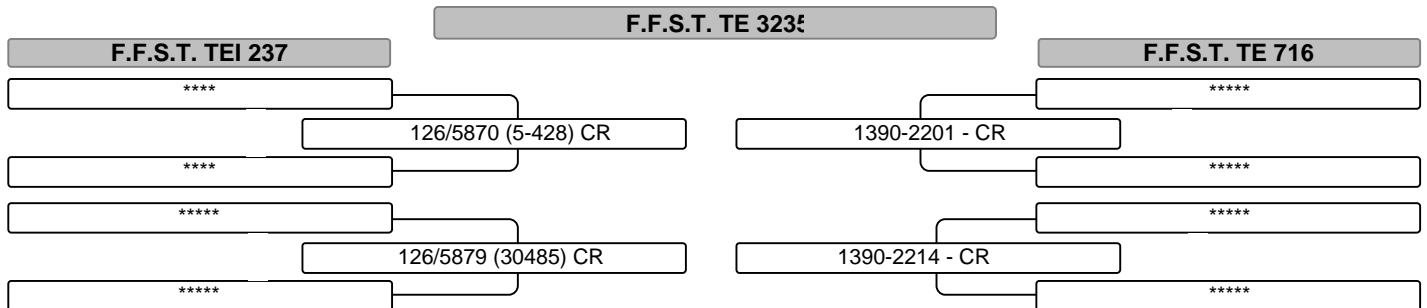 F.F.S.T. TE 3235
F.F.S.T. TEI 237
F.F.S.T. TE 716
****
*****
126/5870 (5-428) CR
1390-2201 - CR
****
*****
*****
*****
126/5879 (30485) CR
1390-2214 - CR
*****
*****